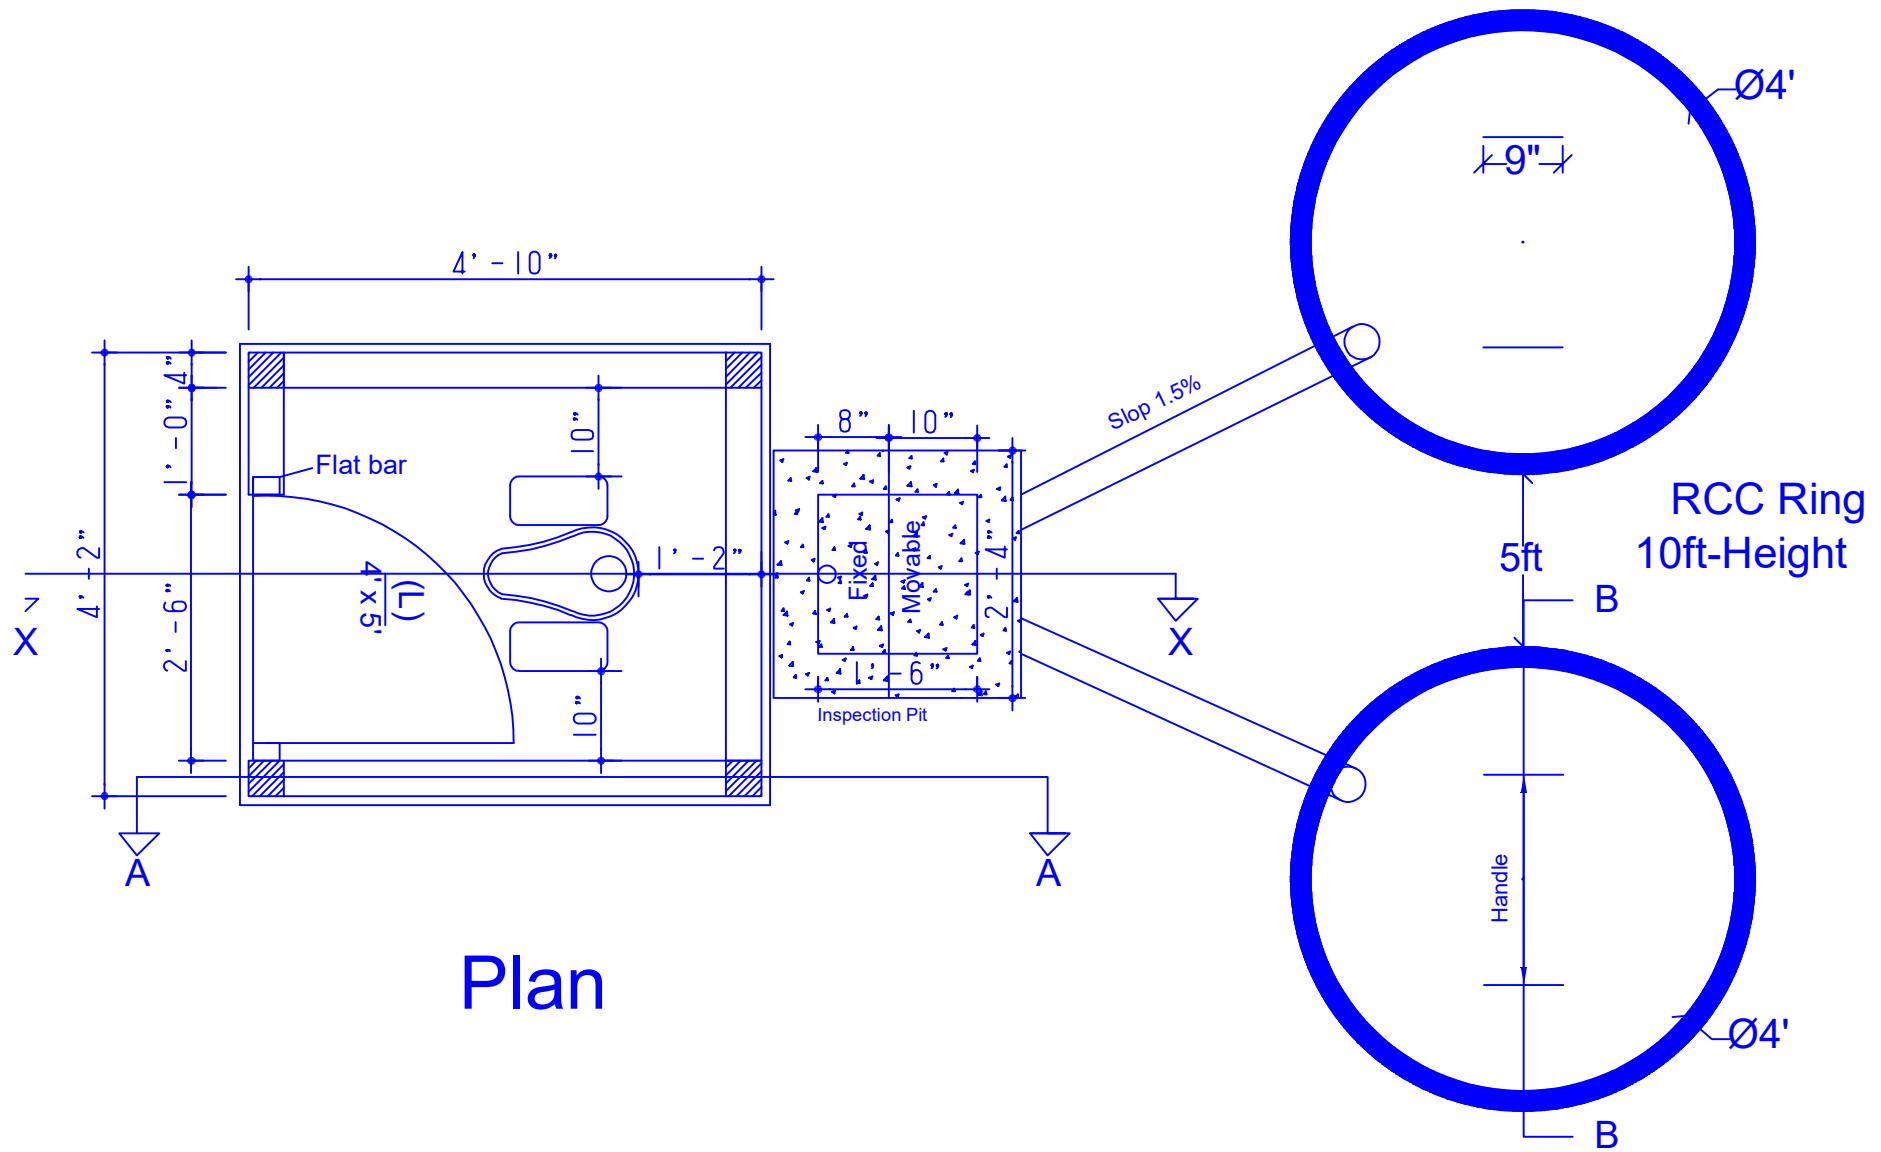 Ø4'
9"
4'-10"
4"
1'-0"
10"
8"
10"
Slop 1.5%
Flat bar
RCC Ring
10ft-Height
5ft
4'-2"
2'-6"
(L)
4' x 5'
1'-2"
Fixed
Movable
2'-4"
B
X
X
1'-6"
Inspection Pit
10"
A
A
Handle
Plan
Ø4'
B